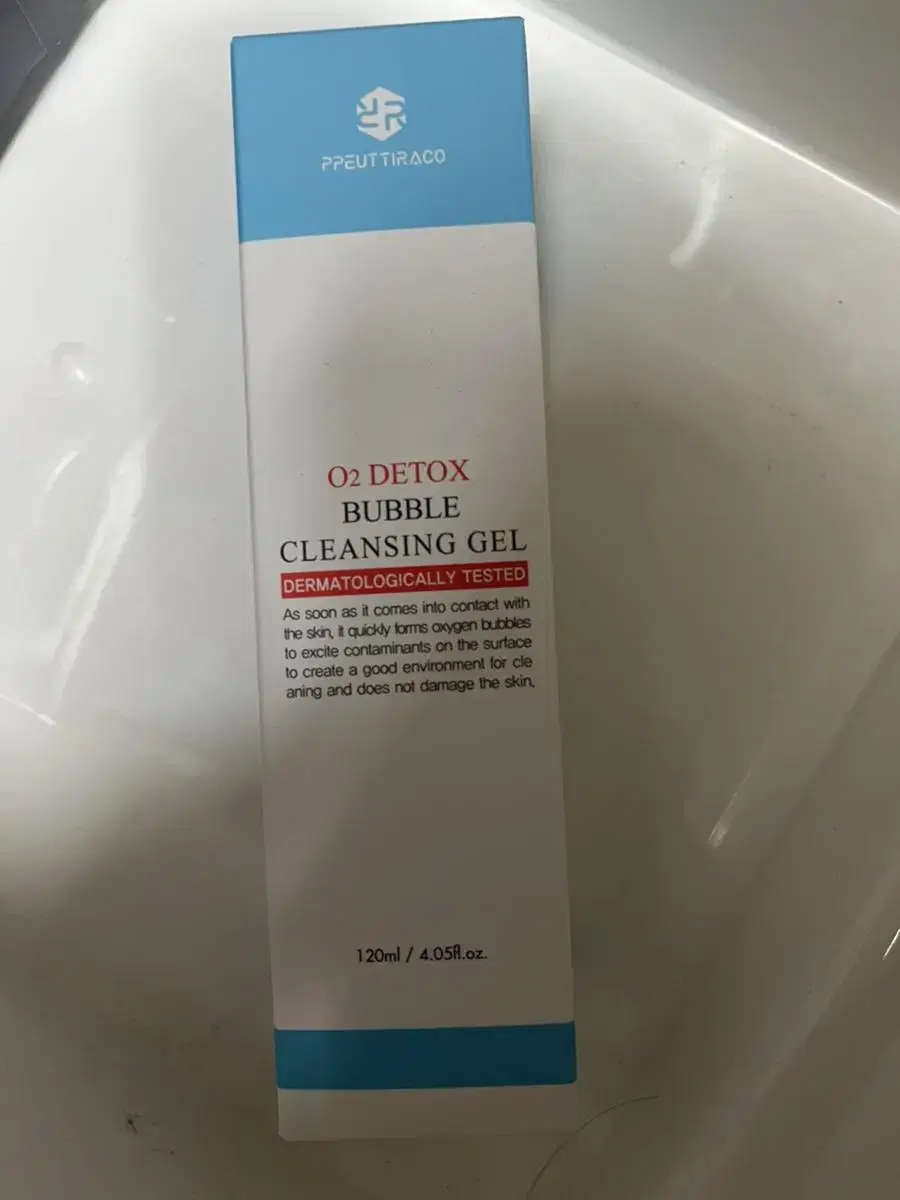 PPEUTTIRACO
O2 DETOX
BUBBLE
CLEANSING GEL
DERMATOLOGICALLY TESTED
As soon as it comes into contact with
the skin, it quickly forms oxygen bubbles
to excite contaminants on the surface
to create a good environment for cle
aning and does not damage the skin.
120ml / 4.05fl.oz.